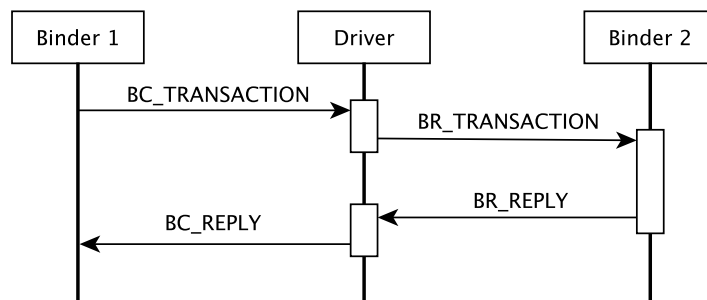 Binder 1
Driver
Binder 2
BC_TRANSACTION
BR_TRANSACTION
BR_REPLY
BC_REPLY